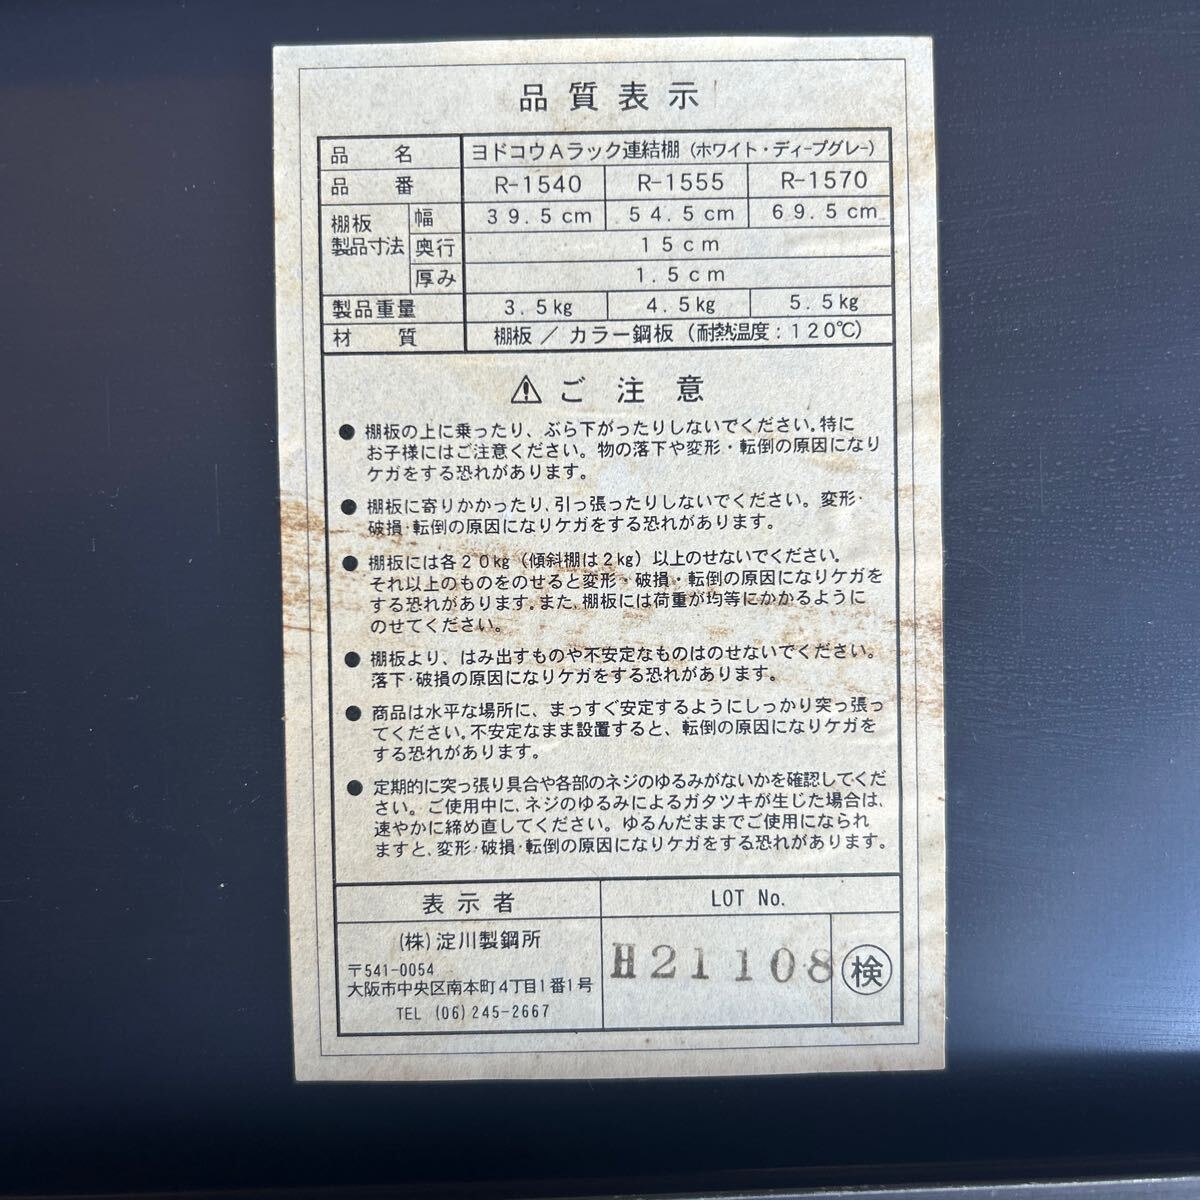 品質表示
品名 ヨドコウAラック連結棚(ホワイト・ディープグレー)
品番 R-1540 R-1555 R-1570
棚板製品寸法 幅 39.5cm 54.5cm 69.5cm
奥行 15cm
厚み 1.5cm
製品重量 3.5kg 4.5kg 5.5kg
材質 棚板／カラー鋼板(耐熱温度:120℃)
⚠ご注意
●棚板の上に乗ったり、ぶら下がったりしないでください。特に
お子様にはご注意ください。物の落下や変形・転倒の原因になり
ケガをする恐れがあります。
●棚板に寄りかかったり、引っ張ったりしないでください。変形・
破損・転倒の原因になりケガをする恐れがあります。
●棚板には各20kg(傾斜棚は2kg)以上のせないでください。
それ以上のものをのせると変形・破損・転倒の原因になりケガを
する恐れがあります。また、棚板には荷重が均等にかかるように
のせてください。
●棚板より、はみ出すものや不安定なものはのせないでください。
落下・破損の原因になりケガをする恐れがあります。
●商品は水平な場所に、まっすぐ安定するようにしっかり突っ張っ
てください。不安定なまま設置すると、転倒の原因になりケガを
する恐れがあります。
●定期的に突っ張り具合や各部のネジのゆるみがないかを確認してくだ
さい。ご使用中に、ネジのゆるみによるガタツキが生じた場合は、
速やかに締め直してください。ゆるんだままでご使用になられ
ますと、変形・破損・転倒の原因になりケガをする恐れがあります。
表示者
(株)淀川製鋼所
〒541-0054
大阪市中央区南本町4丁目1番1号
TEL (06)245-2667
LOT No.
H21108
検